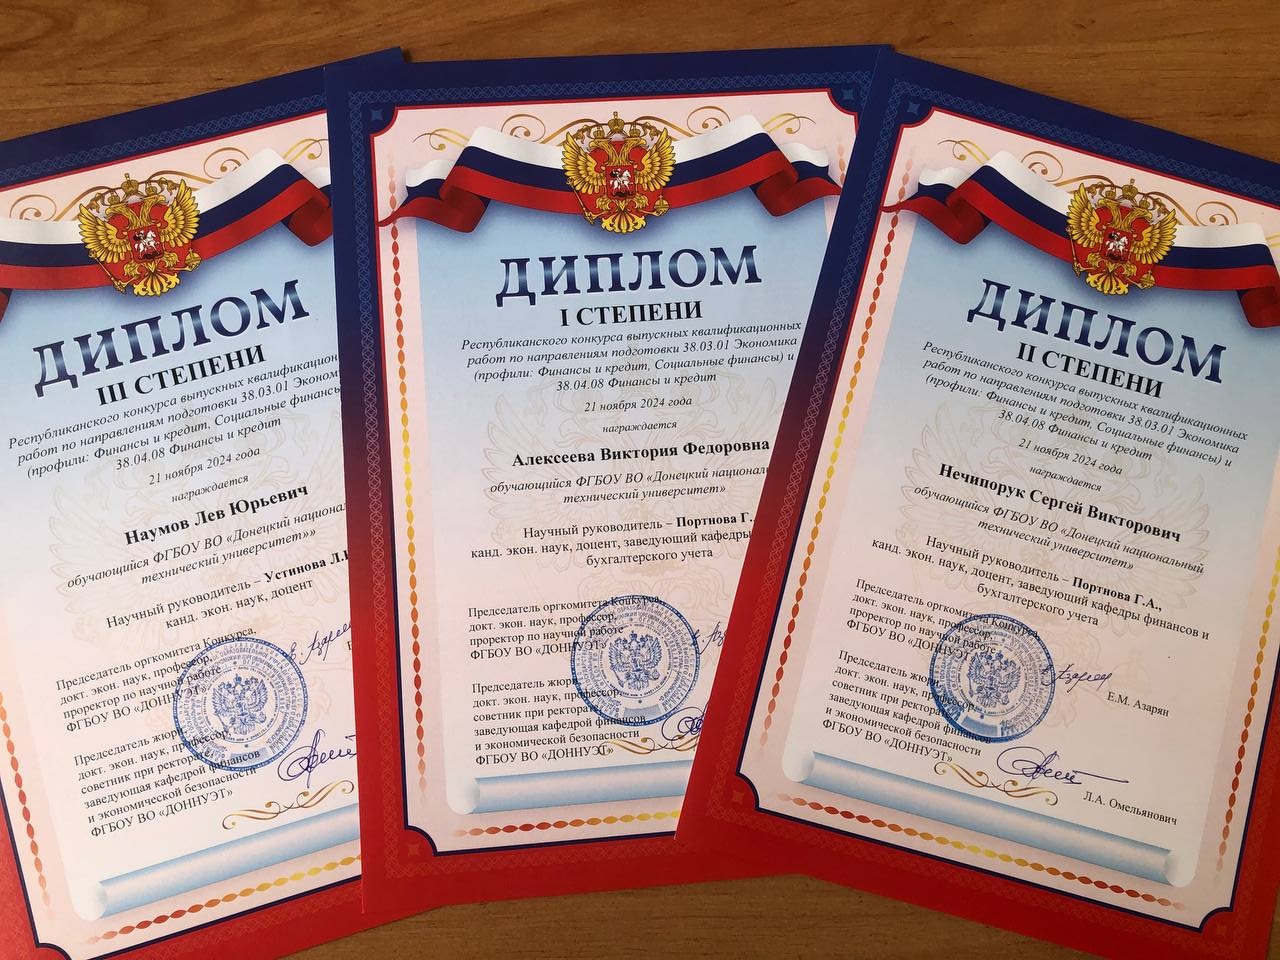 ДИПЛОМ
III СТЕПЕНИ
Республиканского конкурса выпускных квалификационных
работ по направлениям подготовки 38.03.01
(профили: Финансы и кредит, Социальные
38.04.08 Финансы и кредит
21 ноября 2024 года
награждается
Наумов Лев Юрьевич
обучающийся ФГБОУ ВО «Донецкий
технический университет»»
Научный руководитель – Устинова
канд. экон. наук, доцент
Председатель оргкомитета Конкурса,
докт. экон. наук, профессор,
проректор по научной работе
ФГБОУ ВО
Председатель жюри
докт. экон. наук, профессор,
советник при ректорате
заведующая кафедрой финансов
и экономической безопасности
ФГБОУ ВО «ДОННУЭТ»
ДИПЛОМ
I СТЕПЕНИ
Республиканского конкурса выпускных квалификационных
работ по направлениям подготовки 38.03.01 Экономика
(профили: Финансы и кредит, Социальные финансы) и
38.04.08 Финансы и кредит
21 ноября 2024 года
награждается
Алексеева Виктория Федоровна
обучающийся ФГБОУ ВО «Донецкий
технический университет»
Научный руководитель – Портнова Г.
канд. экон. наук, доцент, заведующий кафедры
бухгалтерского учета
Председатель оргкомитета Конкурса,
докт. экон. наук, профессор,
проректор по научной работе
ФГБОУ ВО «ДОННУЭТ»
Председатель жюри
докт. экон. наук, профессор,
советник при ректорате
заведующая кафедрой финансов
и экономической безопасности
ФГБОУ ВО «ДОННУЭТ»
ДИПЛОМ
II СТЕПЕНИ
Республиканского конкурса выпускных квалификационных
работ по направлениям подготовки 38.03.01 Экономика
(профили: Финансы и кредит, Социальные финансы) и
38.04.08 Финансы и кредит
21 ноября 2024 года
награждается
Нечипорук Сергей Викторович
обучающийся ФГБОУ ВО «Донецкий национальный
технический университет»
Научный руководитель – Портнова Г.А.,
канд. экон. наук, доцент, заведующий кафедры финансов и
бухгалтерского учета
Председатель оргкомитета Конкурса,
докт. экон. наук, профессор,
проректор по научной работе
ФГБОУ ВО «ДОННУЭТ»
Е.М. Азарян
Председатель жюри
докт. экон. наук, профессор,
советник при ректорате
заведующая кафедрой финансов
и экономической безопасности
ФГБОУ ВО «ДОННУЭТ»
Л.А. Омельянович